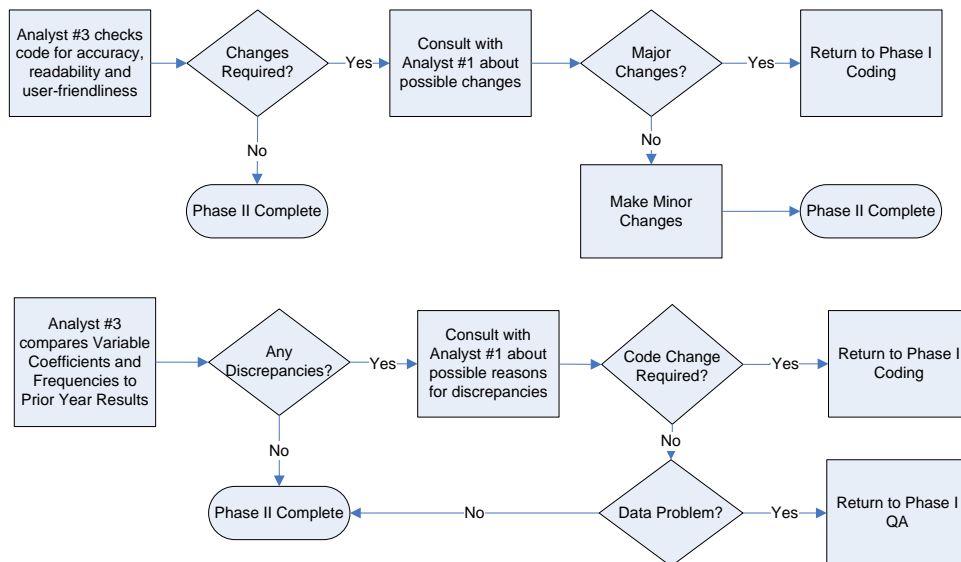 Analyst #3 checks
code for accuracy,
readability and
user-friendliness
Changes
Required?
Yes
Consult with
Analyst #1 about
possible changes
Major
Changes?
Yes
Return to Phase I
Coding
No
Phase II Complete
No
Make Minor
Changes
Phase II Complete
Analyst #3
compares Variable
Coefficients and
Frequencies to
Prior Year Results
Any
Discrepancies?
Yes
Consult with
Analyst #1 about
possible reasons
for discrepancies
Code Change
Required?
Yes
Return to Phase I
Coding
No
Phase II Complete
No
No
Data Problem?
Yes
Return to Phase I
QA